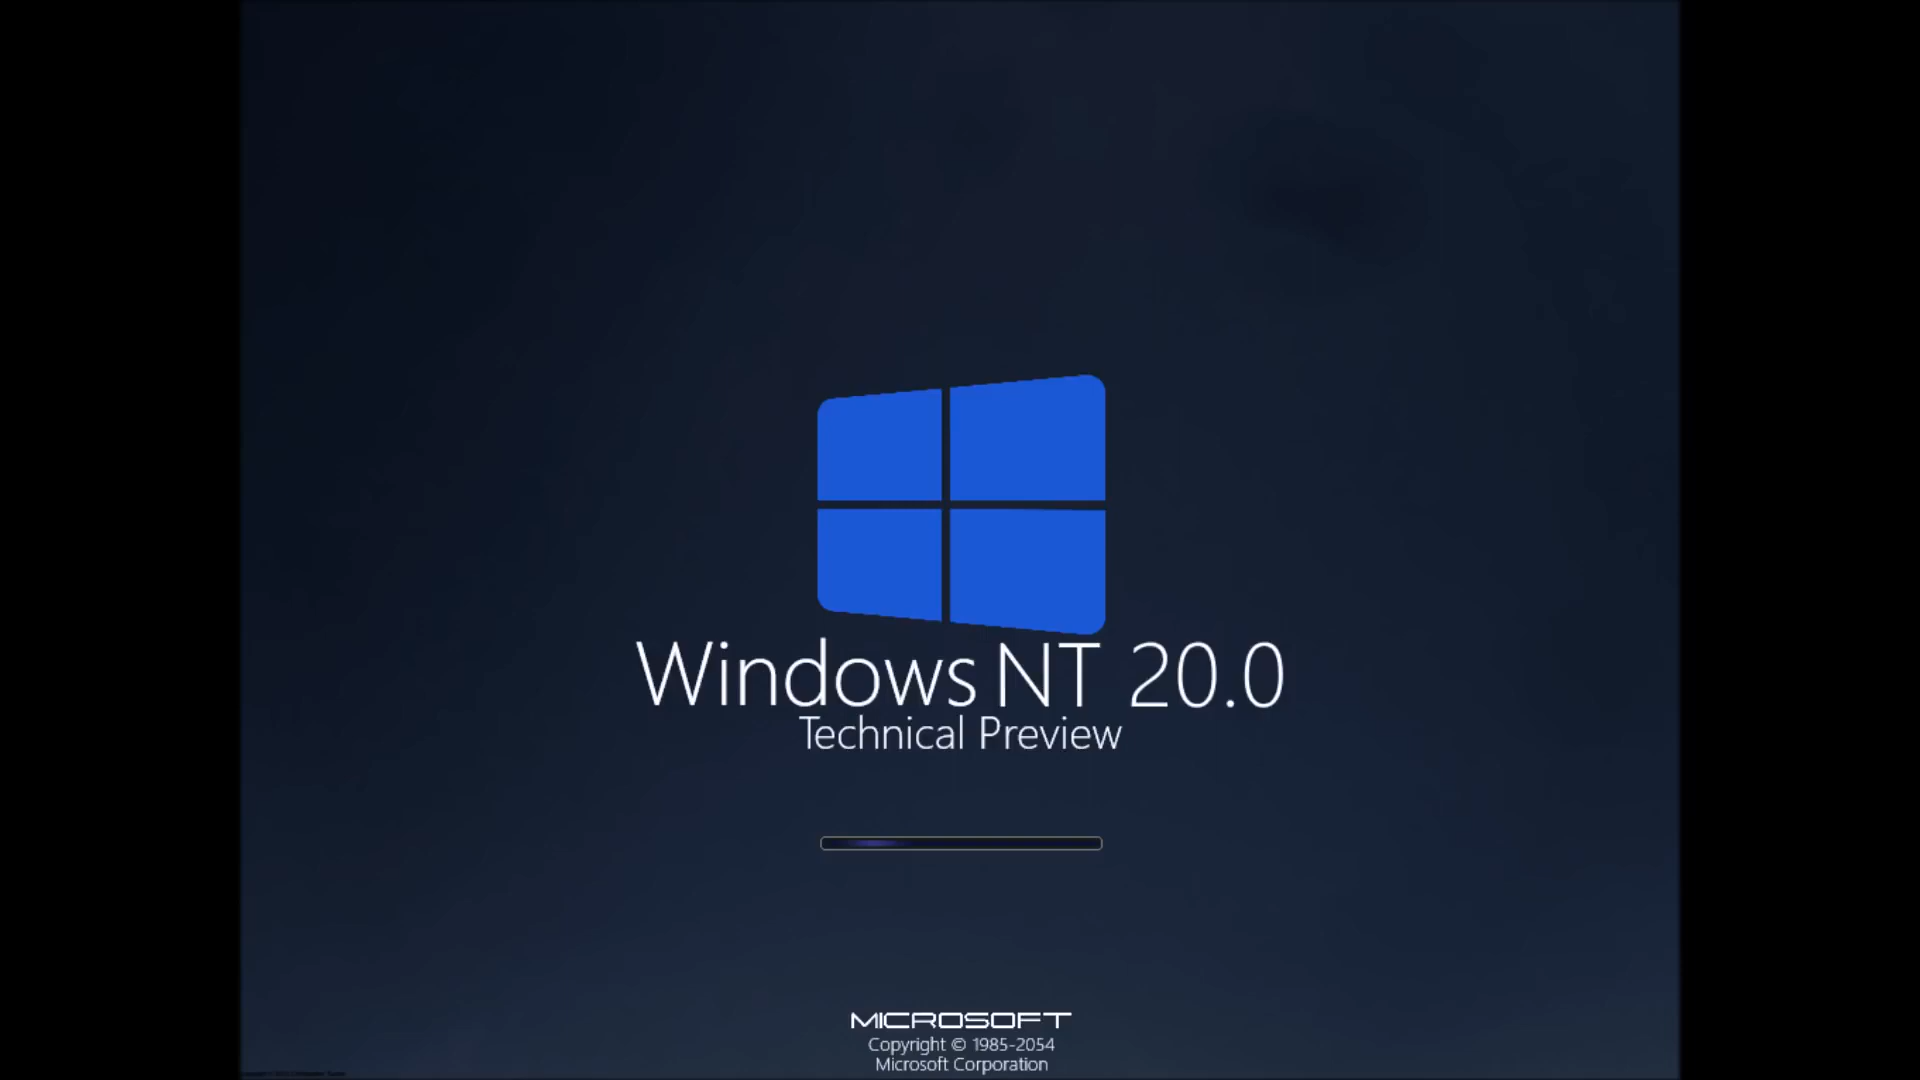 Windows NT 20.0
Technical Preview
MICROSOFT
Copyright © 1985-2054
Microsoft Corporation